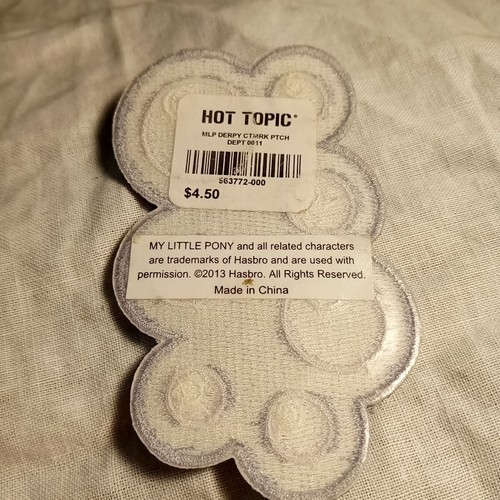 HOT TOPIC®
MLP DERPY CTMRK PTCH
DEPT 0011
563772-000
$4.50
MY LITTLE PONY and all related characters
are trademarks of Hasbro and are used with
permission. ©2013 Hasbro. All Rights Reserved.
Made in China